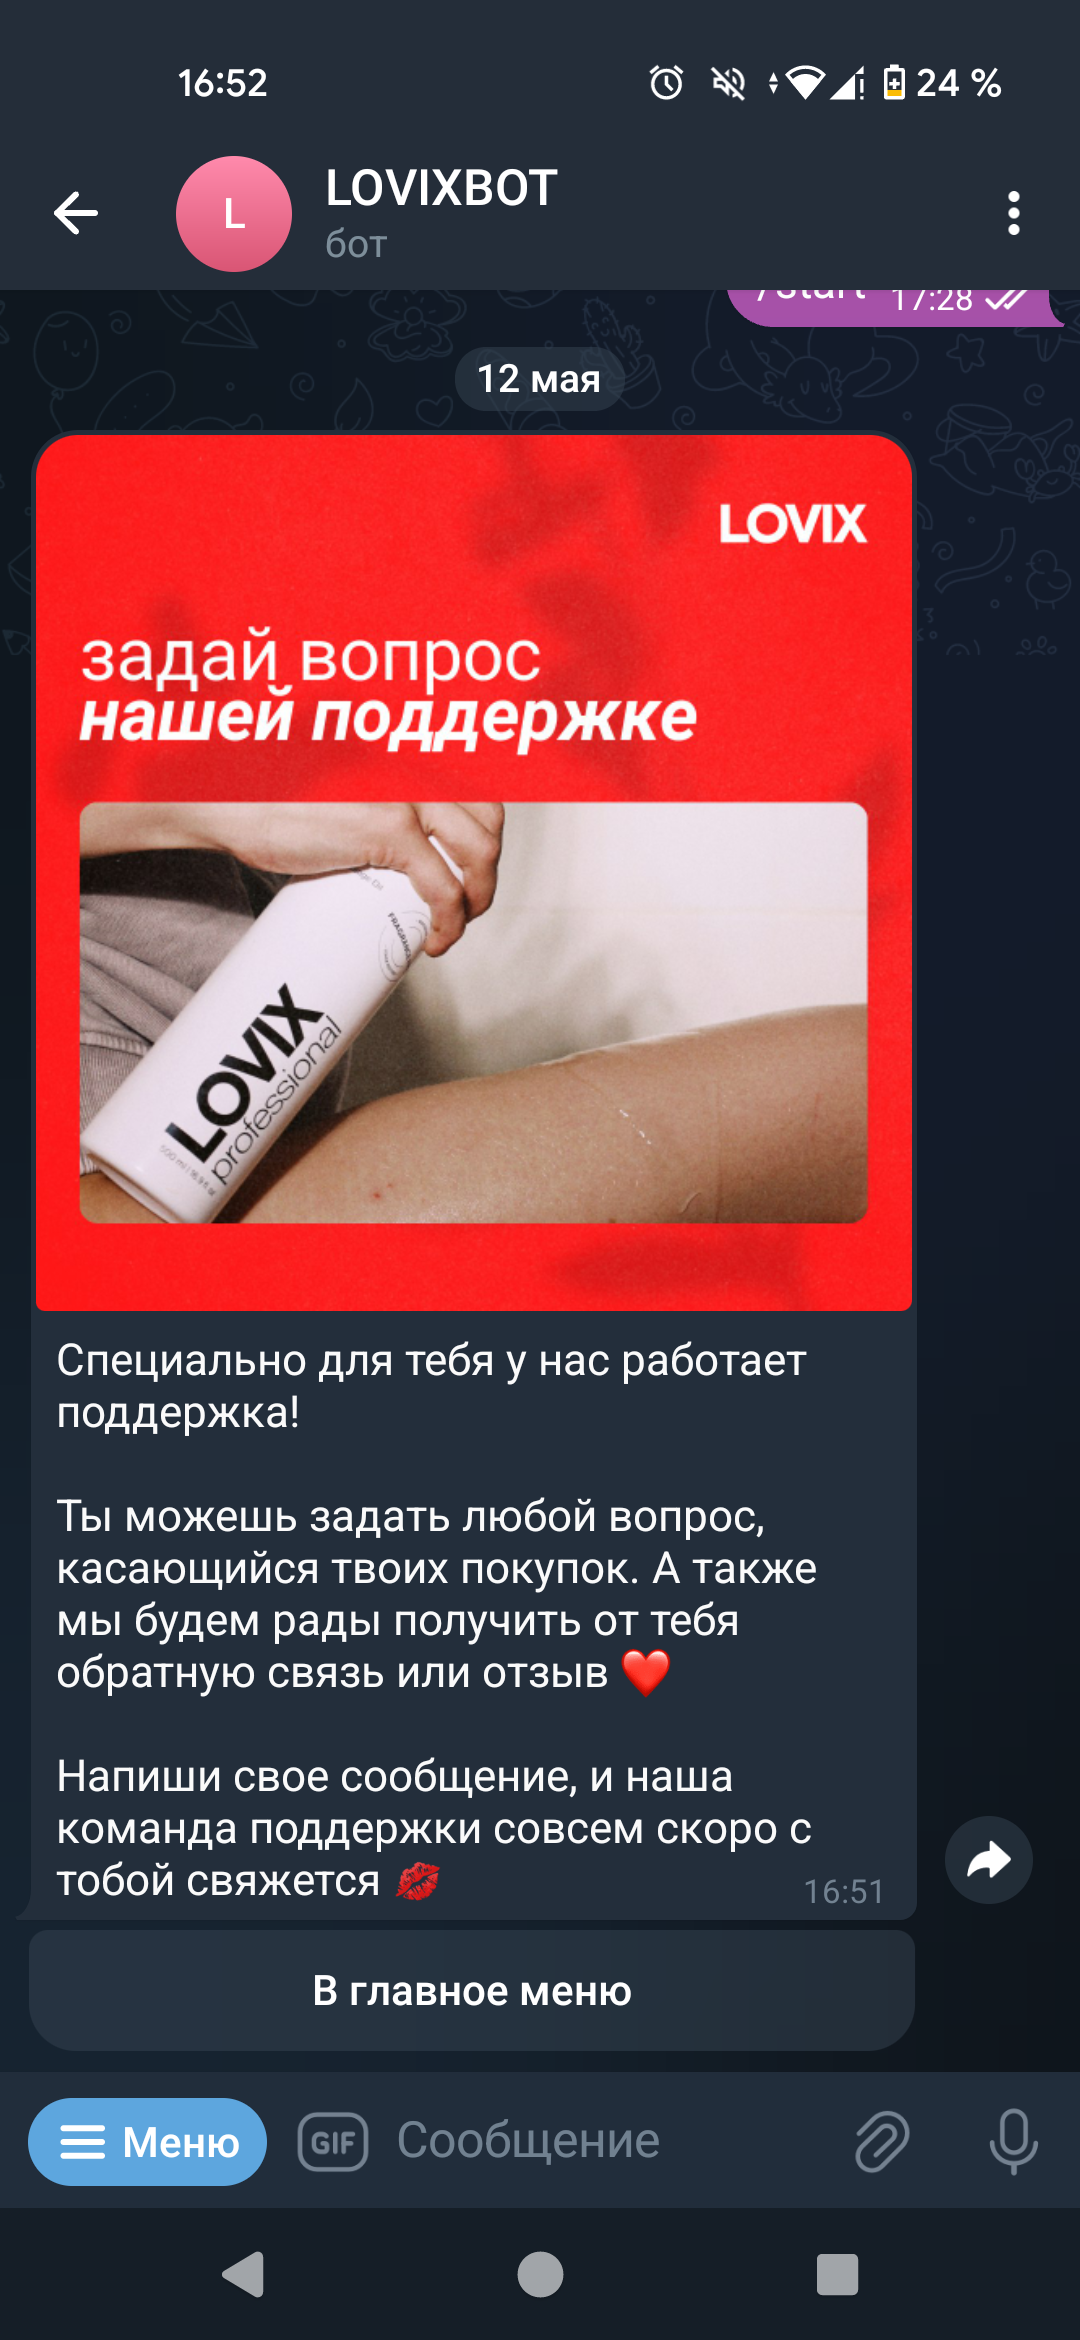 16:52
24 %
L
LOVIXBOT
бот
/start 17:28
12 мая
LOVIX
задай вопрос
нашей поддержке
FRAGRANCE
LOVIX
professional
Специально для тебя у нас работает
поддержка!
Ты можешь задать любой вопрос,
касающийся твоих покупок. А также
мы будем рады получить от тебя
обратную связь или отзыв ❤️
Напиши свое сообщение, и наша
команда поддержки совсем скоро с
тобой свяжется 💋
16:51
В главное меню
Меню
GIF
Сообщение